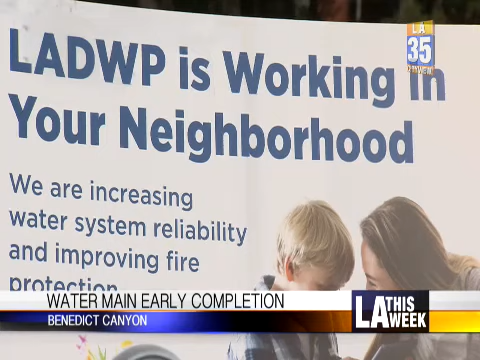 LA
35
LADWP is Working in
Your Neighborhood
We are increasing
water system reliability
and improving fire
protection
WATER MAIN EARLY COMPLETION
BENEDICT CANYON
LA THIS WEEK